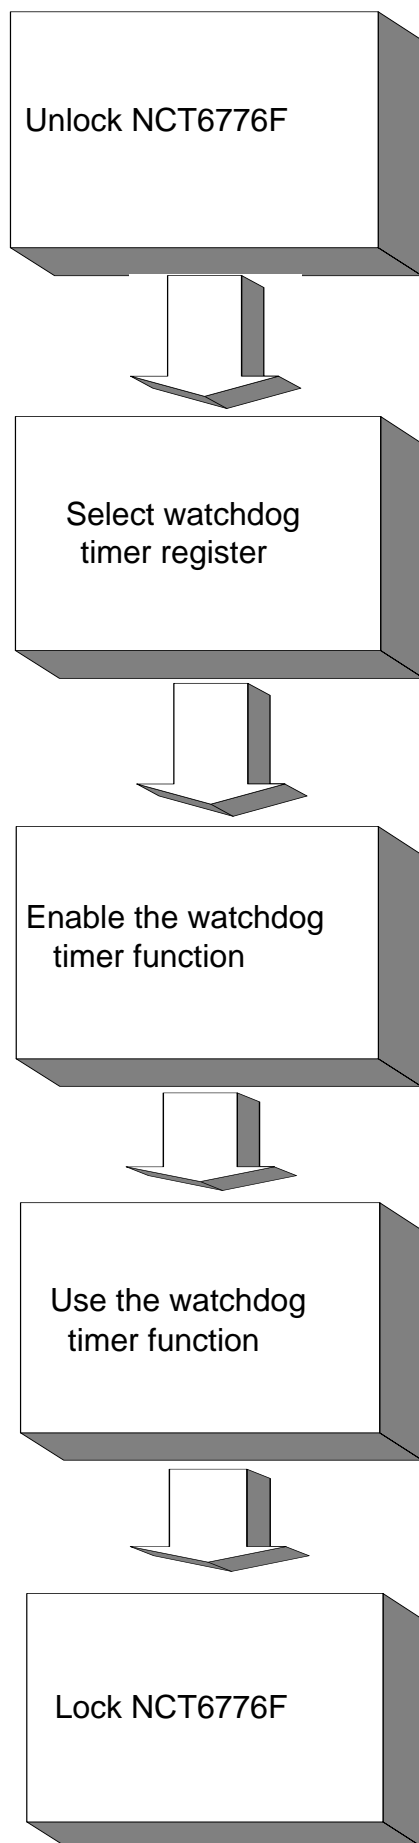 Unlock NCT6776F
Select watchdog
timer register
Enable the watchdog
timer function
Use the watchdog
timer function
Lock NCT6776F